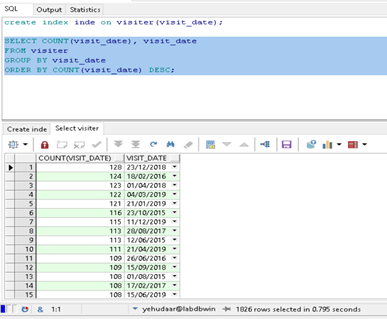 SQL Output Statistics
create index inde on visiter(visit_date);
SELECT COUNT(visit_date), visit_date
FROM visiter
GROUP BY visit_date
ORDER BY COUNT(visit_date) DESC;
Create inde Select visiter
COUNT(VISIT_DATE) VISIT_DATE
1 128 23/12/2018
2 124 18/02/2016
3 123 01/04/2018
4 122 04/03/2019
5 121 21/01/2019
6 116 23/10/2015
7 115 11/12/2019
8 113 28/08/2017
9 113 12/06/2015
10 111 21/04/2018
11 109 26/06/2016
12 109 15/09/2018
13 108 01/08/2015
14 108 17/02/2017
15 108 15/06/2019
1:1 yehudaar@labdbwin 1826 rows selected in 0.795 seconds